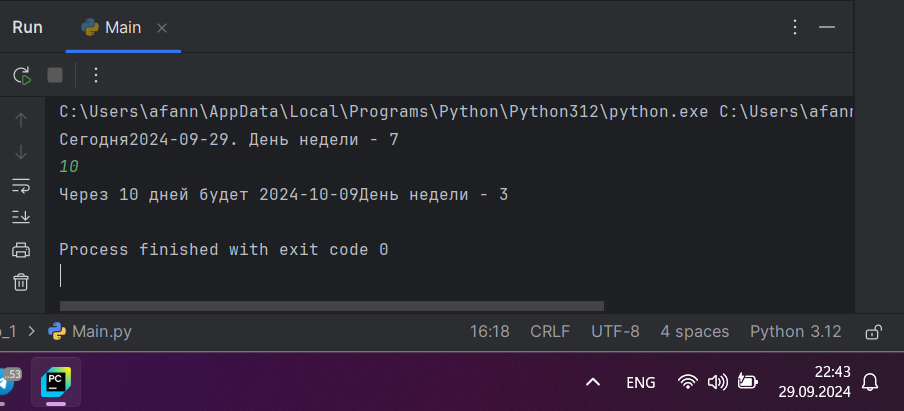 Run Main
C:\Users\afann\AppData\Local\Programs\Python\Python312\python.exe C:\Users\afann
Сегодня2024-09-29. День недели - 7
10
Через 10 дней будет 2024-10-09День недели - 3
Process finished with exit code 0
_1 > Main.py 16:18 CRLF UTF-8 4 spaces Python 3.12
.53 PC ENG 22:43
29.09.2024